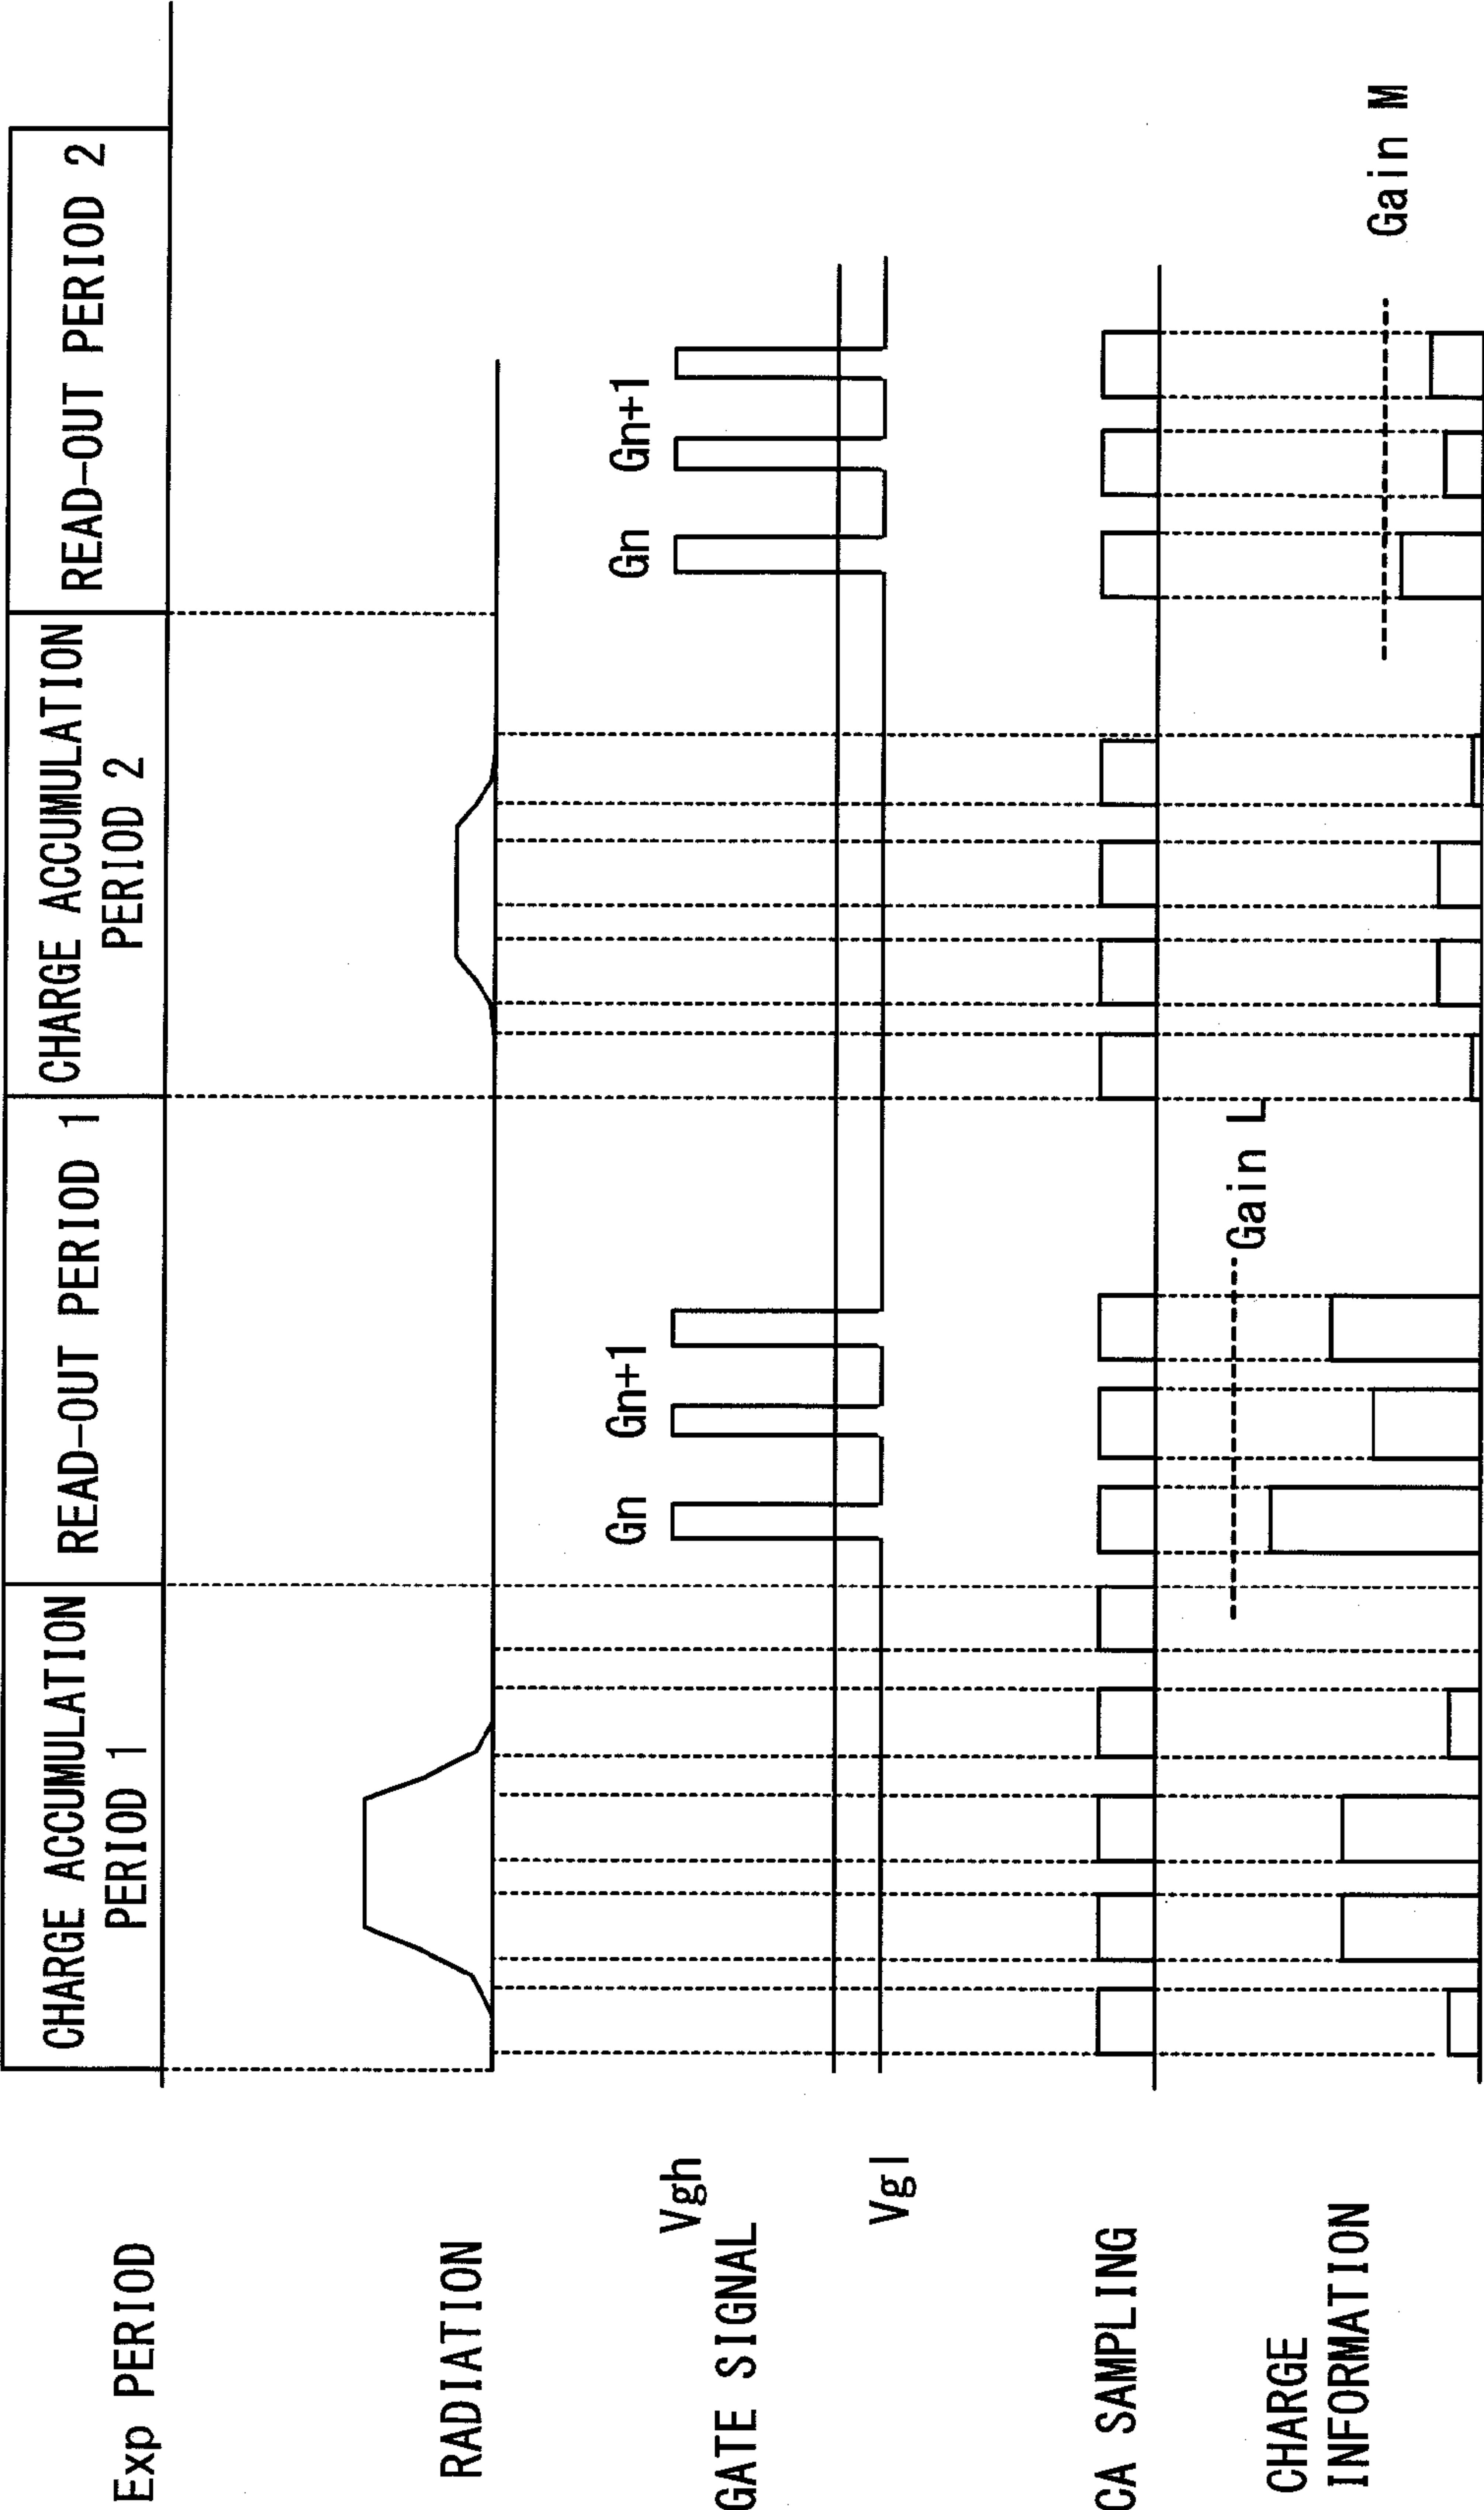 Exp PERIOD
CHARGE ACCUMULATION
PERIOD 1
READ-OUT PERIOD 1
CHARGE ACCUMULATION
PERIOD 2
READ-OUT PERIOD 2
RADIATION
Vgh
GATE SIGNAL
Vgl
Gn Gn+1
Gn Gn+1
CA SAMPLING
CHARGE
INFORMATION
Gain L
Gain M